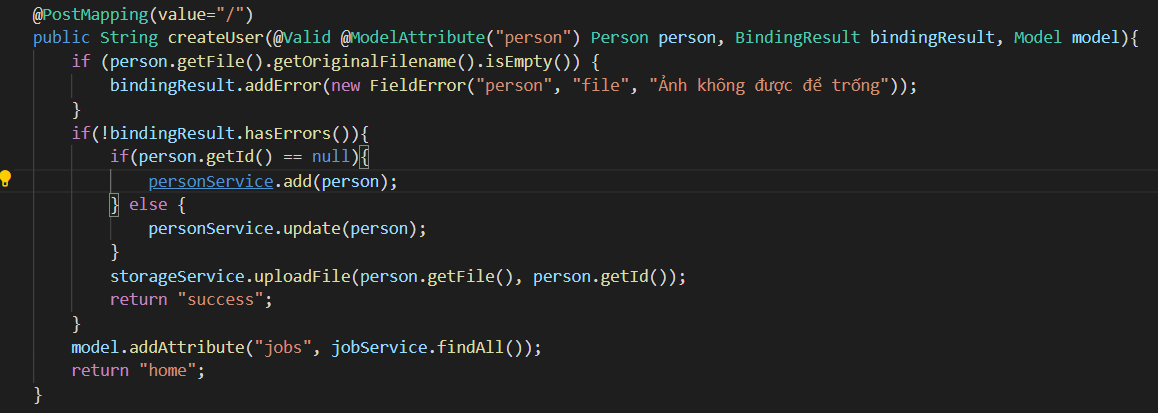 @PostMapping(value="/")
public String createUser(@Valid @ModelAttribute("person") Person person, BindingResult bindingResult, Model model){
    if (person.getFile().getOriginalFilename().isEmpty()) {
        bindingResult.addError(new FieldError("person", "file", "Ảnh không được để trống"));
    }
    if(!bindingResult.hasErrors()){
        if(person.getId() == null){
            personService.add(person);
        } else {
            personService.update(person);
        }
        storageService.uploadFile(person.getFile(), person.getId());
        return "success";
    }
    model.addAttribute("jobs", jobService.findAll());
    return "home";
}